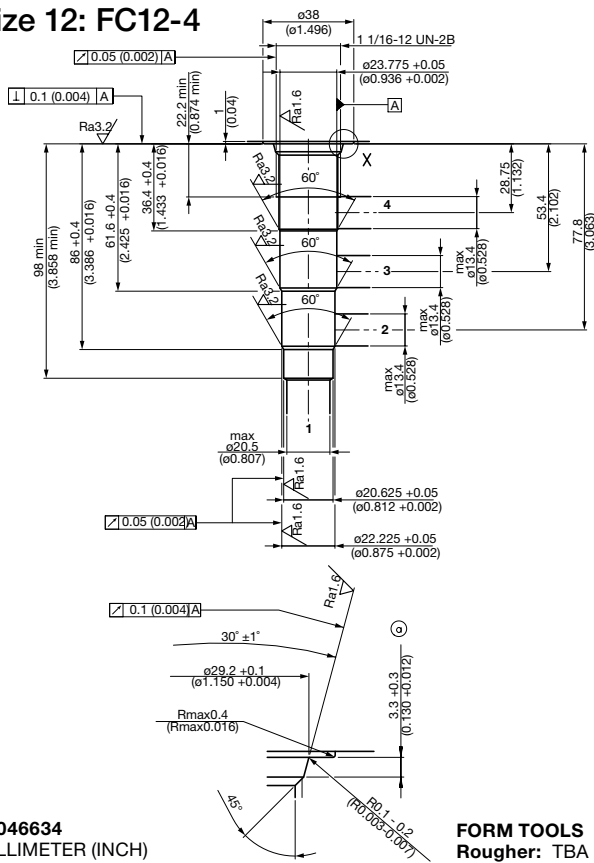 ize 12: FC12-4
ø38
(ø1.496)
1 1/16-12 UN-2B
0.05 (0.002) A
ø23.775 +0.05
(ø0.936 +0.002)
⊥ 0.1 (0.004) A
22.2 min
(0.874 min)
1
(0.04)
Ra1.6
A
Ra3.2
X
98 min
(3.858 min)
86 +0.4
(3.386 +0.016)
61.6 +0.4
(2.425 +0.016)
36.4 +0.4
(1.433 +0.016)
Ra3.2
60°
4
Ra3.2
60°
3
Ra3.2
60°
2
max
ø13.4
(ø0.528)
max
ø13.4
(ø0.528)
max
ø13.4
(ø0.528)
28.75
(1.132)
53.4
(2.102)
77.8
(3.063)
1
max
ø20.5
(ø0.807)
Ra1.6
ø20.625 +0.05
(ø0.812 +0.002)
0.05 (0.002) A
Ra1.6
ø22.225 +0.05
(ø0.875 +0.002)
Ra1.6
0.1 (0.004) A
a
30° ±1°
ø29.2 +0.1
(ø1.150 +0.004)
3.3 +0.3
(0.130 +0.012)
Rmax0.4
(Rmax0.016)
45°
R0.1 - 0.2
(R0.003-0.007)
046634
LLIMETER (INCH)
FORM TOOLS
Rougher: TBA